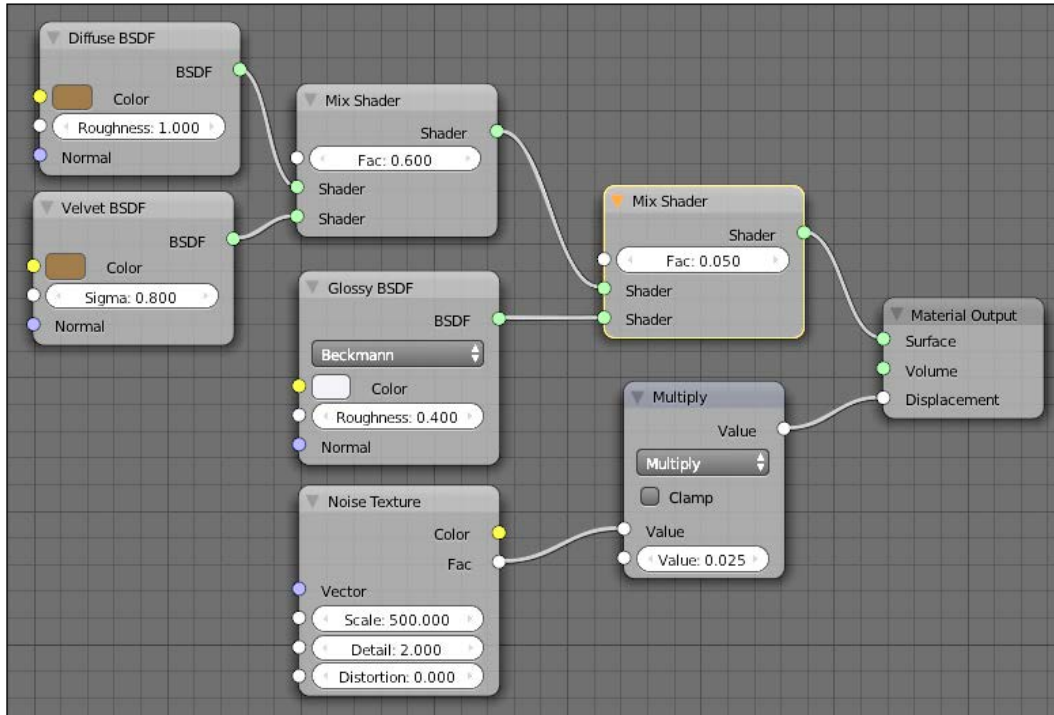 Diffuse BSDF
BSDF
Color
Roughness: 1.000
Normal
Velvet BSDF
BSDF
Color
Sigma: 0.800
Normal
Mix Shader
Shader
Fac: 0.600
Shader
Shader
Glossy BSDF
BSDF
Beckmann
Color
Roughness: 0.400
Normal
Noise Texture
Color
Fac
Vector
Scale: 500.000
Detail: 2.000
Distortion: 0.000
Mix Shader
Shader
Fac: 0.050
Shader
Shader
Multiply
Value
Multiply
Clamp
Value
Value: 0.025
Material Output
Surface
Volume
Displacement